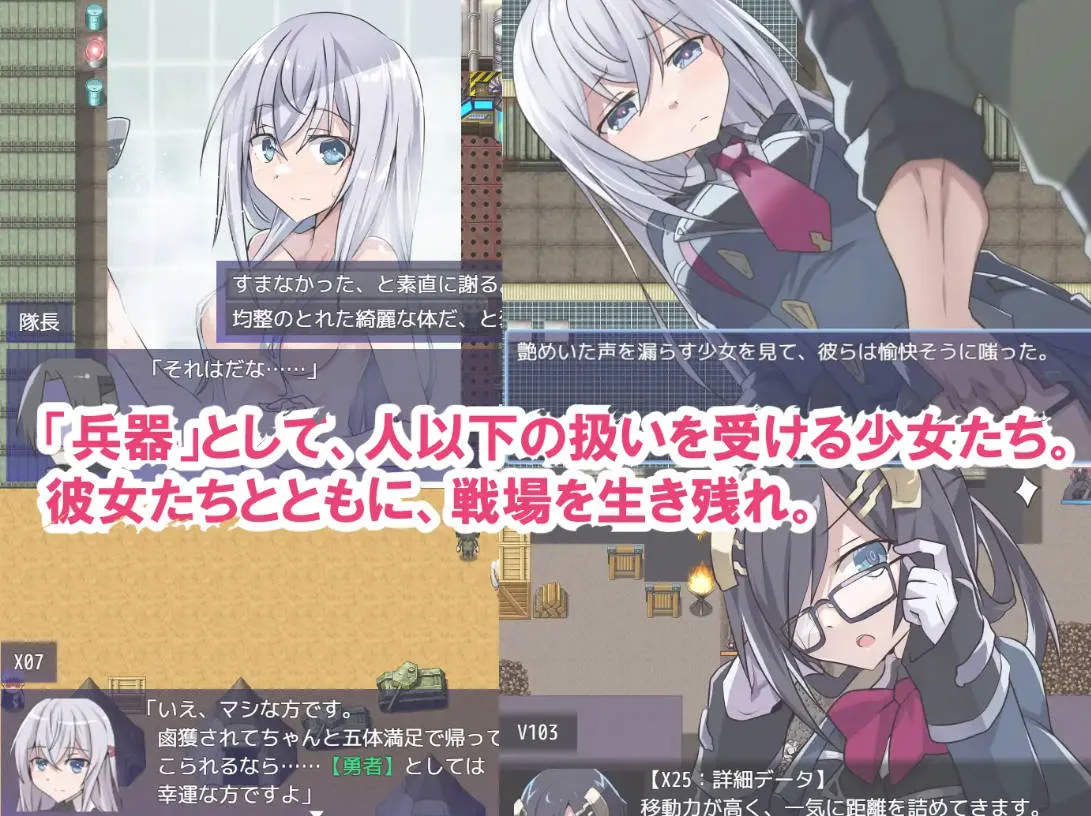 すまなかった、と素直に謝る。
均整のとれた綺麗な体だ、と
隊長
「それはだな……」
艶めいた声を漏らす少女を見て、彼らは愉快そうに嗤った。
「兵器」として、人以下の扱いを受ける少女たち。
彼女たちとともに、戦場を生き残れ。
X07
「いえ、マシな方です。
鹵獲されてちゃんと五体満足で帰って
こられるなら……【勇者】としては
幸運な方ですよ」
V103
【X25：詳細データ】
移動力が高く、一気に距離を詰めてきます。